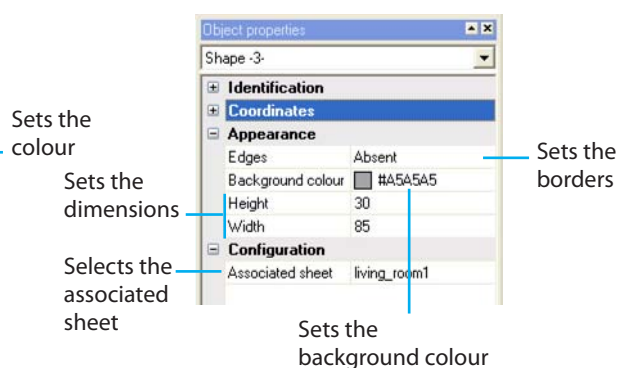 Object properties
Shape -3-
Identification
Coordinates
Appearance
Edges Absent
Background colour #A5A5A5
Height 30
Width 85
Configuration
Associated sheet living_room1
Sets the
colour
Sets the
dimensions
Selects the
associated
sheet
Sets the
borders
Sets the
background colour